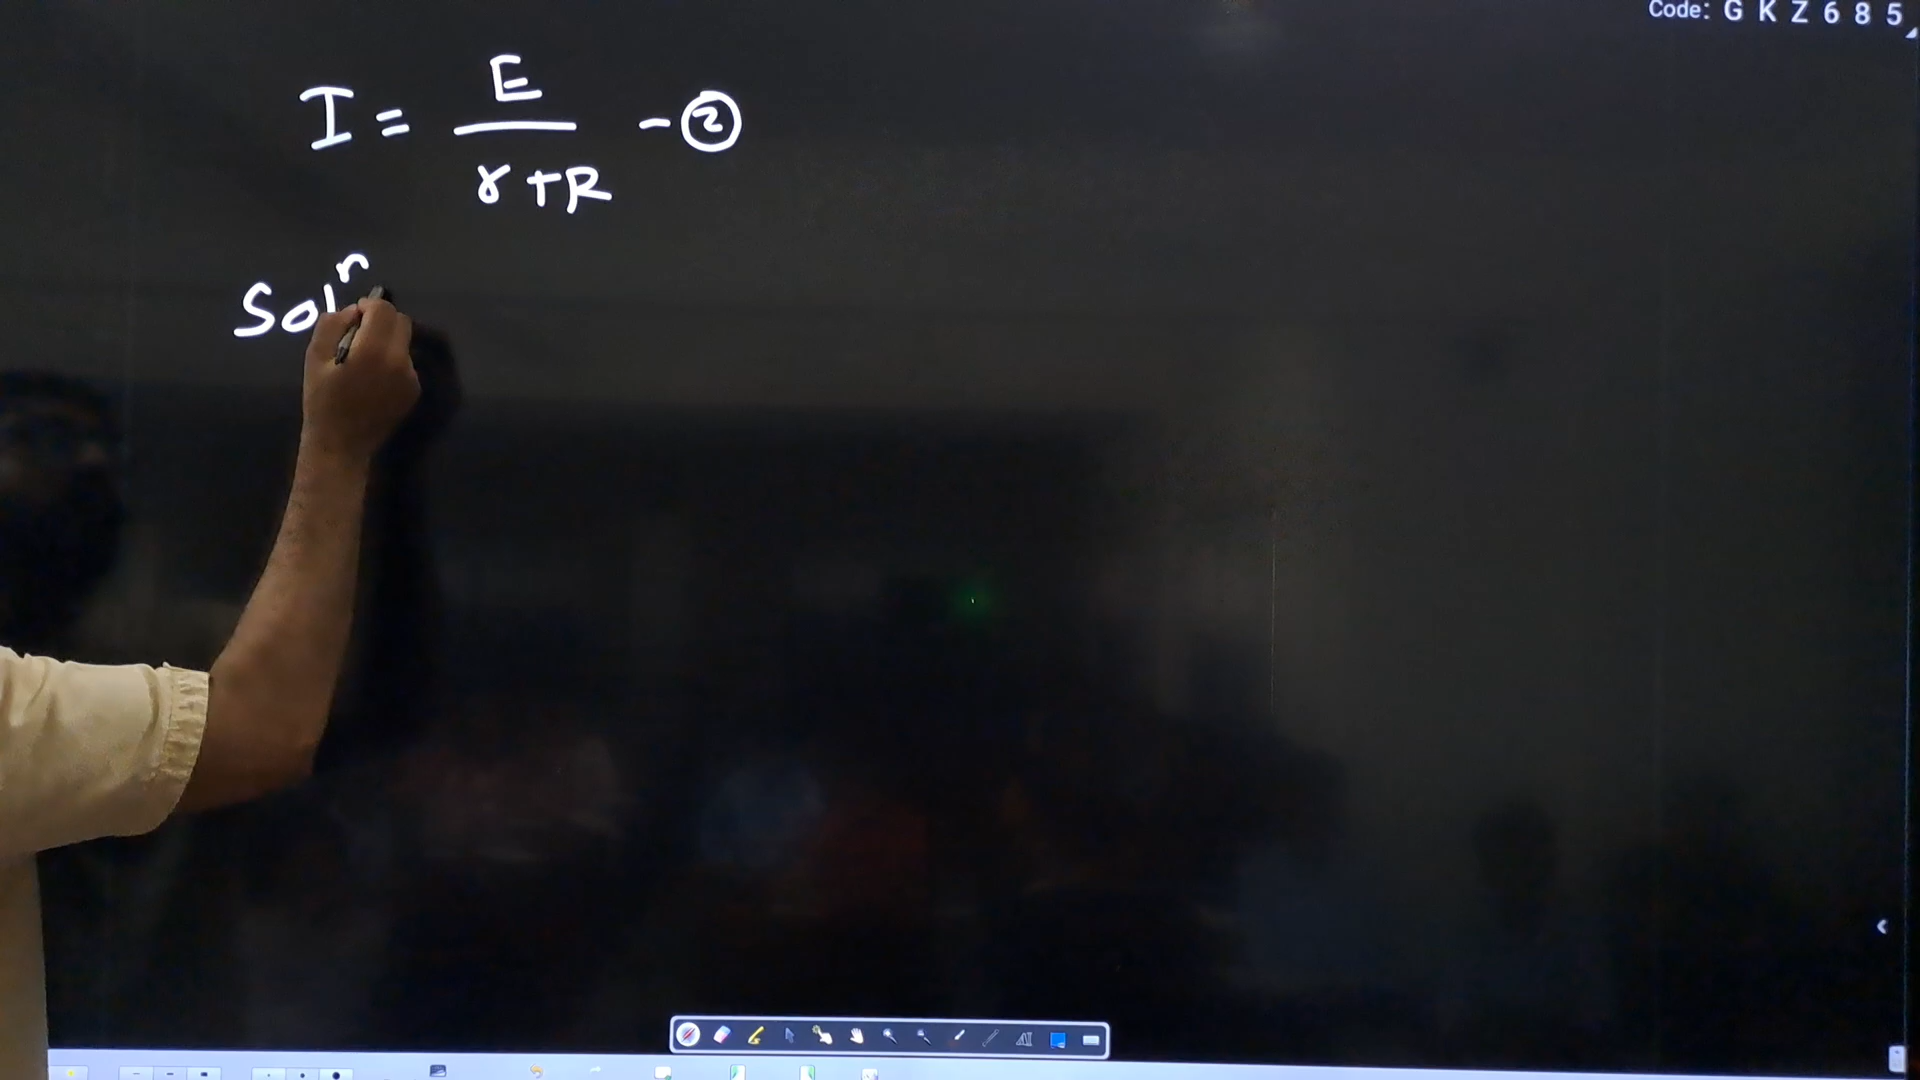 Code: G K Z 6 8 5
I = E / r + R - ②
Solⁿ